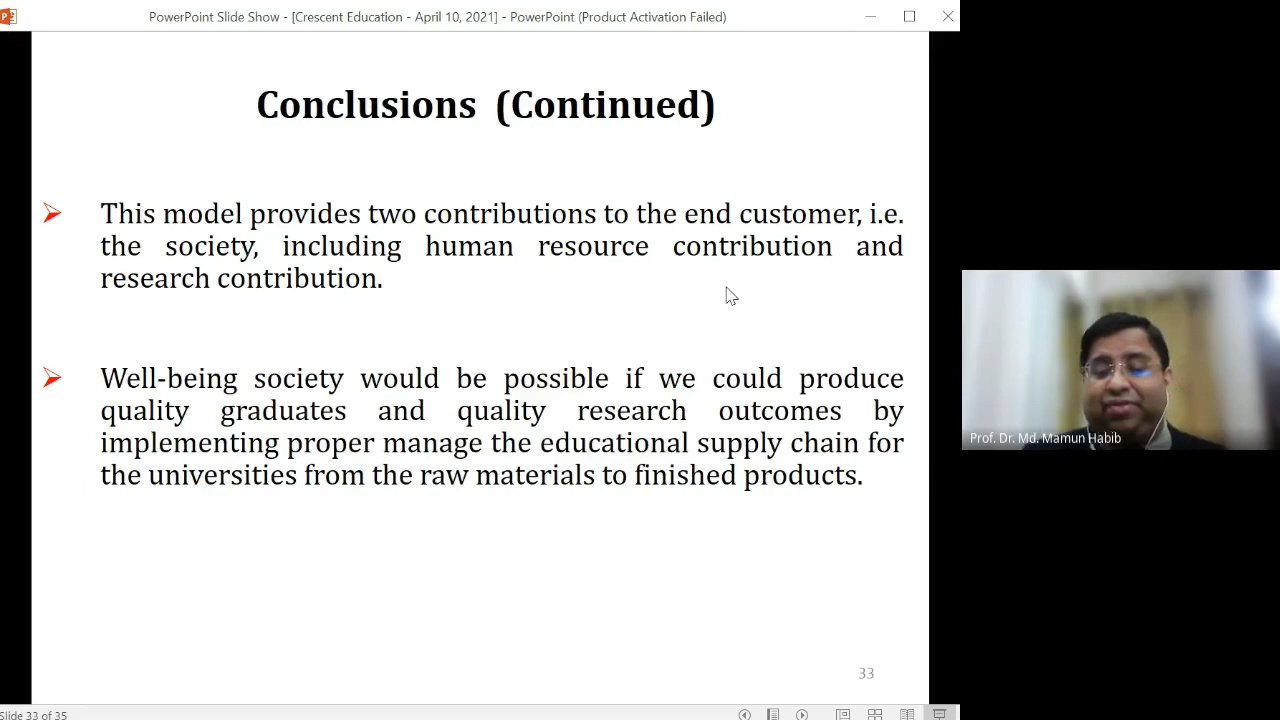 PowerPoint Slide Show - [Crescent Education - April 10, 2021] - PowerPoint (Product Activation Failed)
Conclusions (Continued)
This model provides two contributions to the end customer, i.e.
the society, including human resource contribution and
research contribution.
Well-being society would be possible if we could produce
quality graduates and quality research outcomes by
implementing proper manage the educational supply chain for
the universities from the raw materials to finished products.
Prof. Dr. Md. Mamun Habib
33
Slide 33 of 35